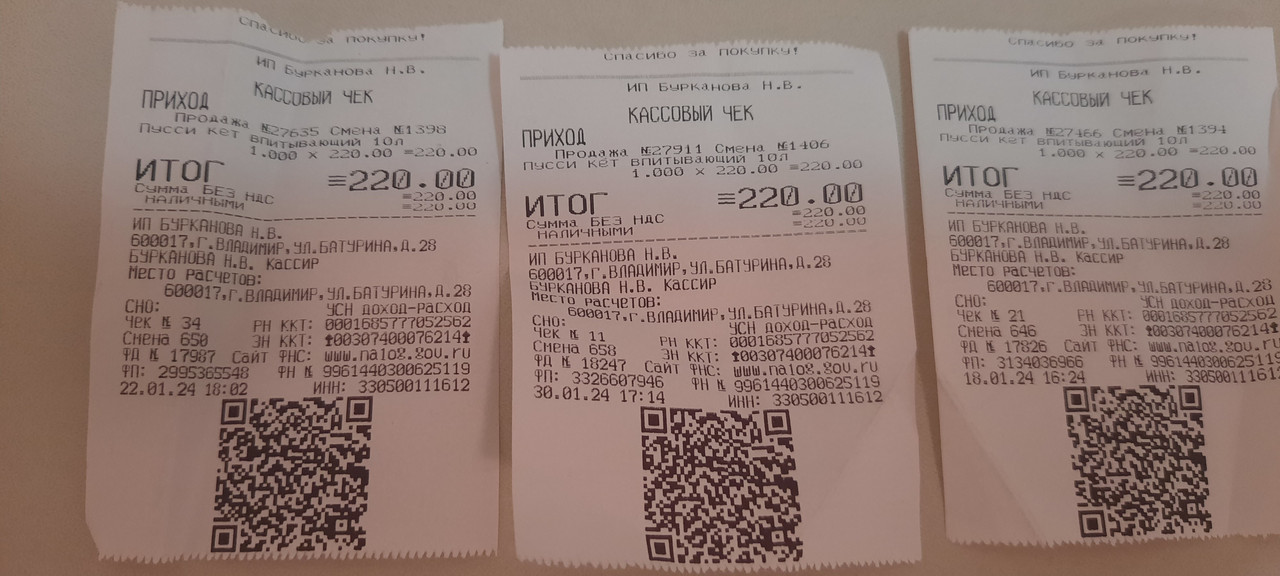 Спасибо за покупку!
ИП Бурканова Н.В.
КАССОВЫЙ ЧЕК
ПРИХОД
Продажа №27635 Смена №1398
Пусси Кет впитывающий 10л
1.000 × 220.00 =220.00
ИТОГ ≡220.00
Сумма БЕЗ НДС =220.00
НАЛИЧНЫМИ =220.00
ИП БУРКАНОВА Н.В.
600017,г.ВЛАДИМИР,УЛ.БАТУРИНА,Д.28
БУРКАНОВА Н.В. Кассир
Место расчетов:
600017,г.ВЛАДИМИР,УЛ.БАТУРИНА,Д.28
СНО: УСН ДОХОД-РАСХОД
Чек № 34 РН ККТ: 0001685777052562
Смена 650 ЗН ККТ: ☨00307400076214☨
ФД № 17987 Сайт ФНС: www.nalog.gov.ru
ФП: 2995365548 ФН № 9961440300625119
22.01.24 18:02 ИНН: 330500111612
Спасибо за покупку!
ИП Бурканова Н.В.
КАССОВЫЙ ЧЕК
ПРИХОД
Продажа №27911 Смена №1406
Пусси Кет впитывающий 10л
1.000 × 220.00 =220.00
ИТОГ ≡220.00
Сумма БЕЗ НДС =220.00
НАЛИЧНЫМИ =220.00
ИП БУРКАНОВА Н.В.
600017,г.ВЛАДИМИР,УЛ.БАТУРИНА,Д.28
БУРКАНОВА Н.В. Кассир
Место расчетов:
600017,г.ВЛАДИМИР,УЛ.БАТУРИНА,Д.28
СНО: УСН ДОХОД-РАСХОД
Чек № 11 РН ККТ: 0001685777052562
Смена 658 ЗН ККТ: ☨00307400076214☨
ФД № 18247 Сайт ФНС: www.nalog.gov.ru
ФП: 3326607946 ФН № 9961440300625119
30.01.24 17:14 ИНН: 330500111612
Спасибо за покупку!
ИП Бурканова Н.В.
КАССОВЫЙ ЧЕК
ПРИХОД
Продажа №27466 Смена №1394
Пусси Кет впитывающий 10л
1.000 × 220.00 =220.00
ИТОГ ≡220.00
Сумма БЕЗ НДС =220.00
НАЛИЧНЫМИ =220.00
ИП БУРКАНОВА Н.В.
600017,г.ВЛАДИМИР,УЛ.БАТУРИНА,Д.28
БУРКАНОВА Н.В. Кассир
Место расчетов:
600017,г.ВЛАДИМИР,УЛ.БАТУРИНА,Д.28
СНО: УСН ДОХОД-РАСХОД
Чек № 21 РН ККТ: 0001685777052562
Смена 646 ЗН ККТ: ☨00307400076214☨
ФД № 17826 Сайт ФНС: www.nalog.gov.ru
ФП: 3134036966 ФН № 996144030062511
18.01.24 16:24 ИНН: 33050011161